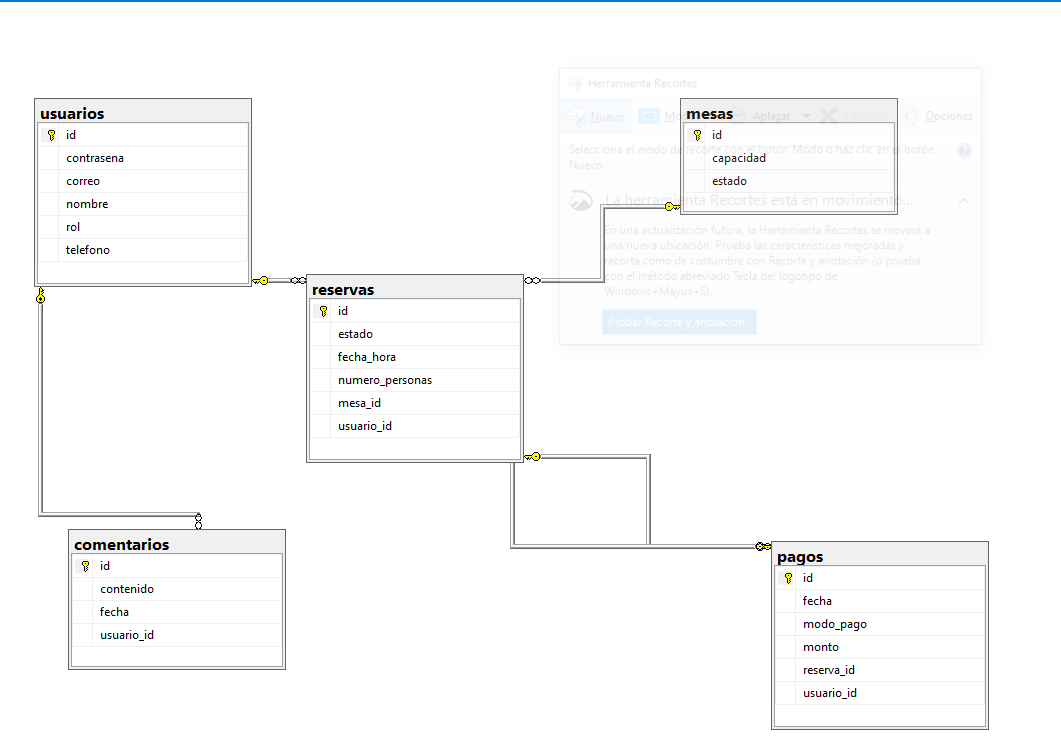 usuarios
id
contrasena
correo
nombre
rol
telefono
Herramienta Recortes
Nuevo
Aplazar
Cancelar
Opciones
Selecciona el modo de recorte con el botón Modo o haz clic en el botón
Nuevo.
La herramienta Recortes está en movimiento...
En una actualización futura, la Herramienta Recortes se moverá a
una nueva ubicación. Prueba las características mejoradas y
recorta como de costumbre con Recorte y anotación (o prueba
con el método abreviado Tecla del logotipo de
Windows+Mayús+S).
Probar Recorte y anotación
mesas
id
capacidad
estado
reservas
id
estado
fecha_hora
numero_personas
mesa_id
usuario_id
comentarios
id
contenido
fecha
usuario_id
pagos
id
fecha
modo_pago
monto
reserva_id
usuario_id